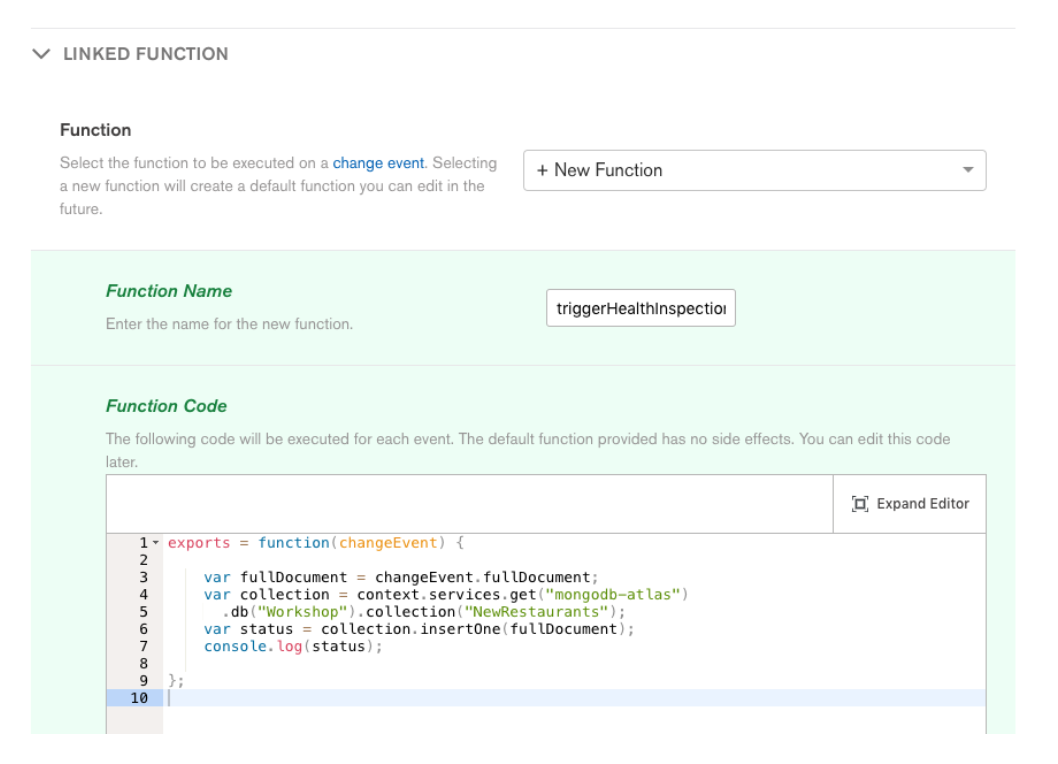 LINKED FUNCTION
Function
Select the function to be executed on a change event. Selecting
a new function will create a default function you can edit in the
future.
+ New Function
Function Name
Enter the name for the new function.
triggerHealthInspection
Function Code
The following code will be executed for each event. The default function provided has no side effects. You can edit this code
later.
Expand Editor
1 exports = function(changeEvent) {
2
3 var fullDocument = changeEvent.fullDocument;
4 var collection = context.services.get("mongodb-atlas")
5 .db("Workshop").collection("NewRestaurants");
6 var status = collection.insertOne(fullDocument);
7 console.log(status);
8
9 };
10